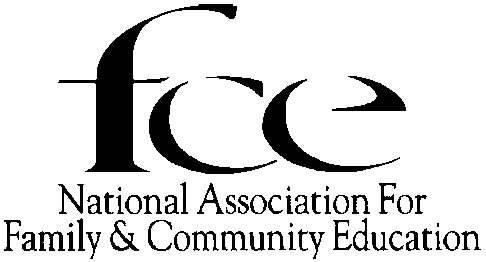 fce
National Association For
Family & Community Education